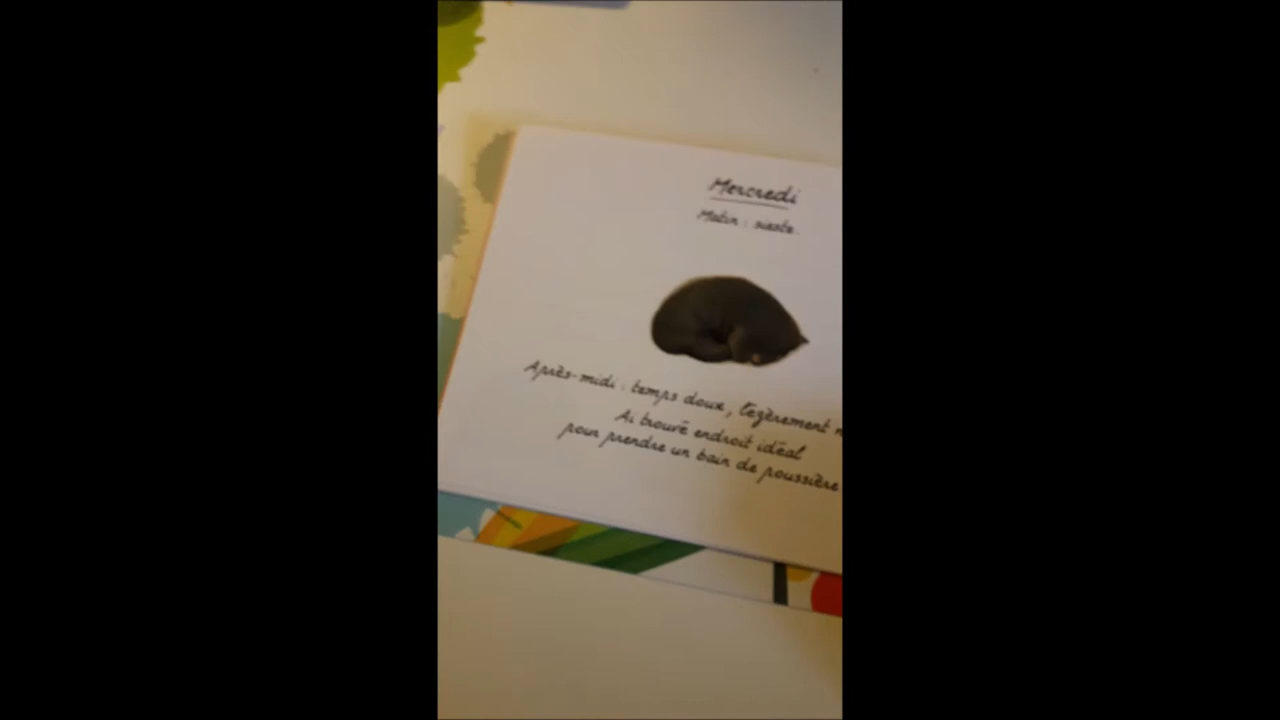 Mercredi
Matin : sieste.
Après-midi : temps doux, légèrement
Ai trouvé endroit idéal
pour prendre un bain de poussière